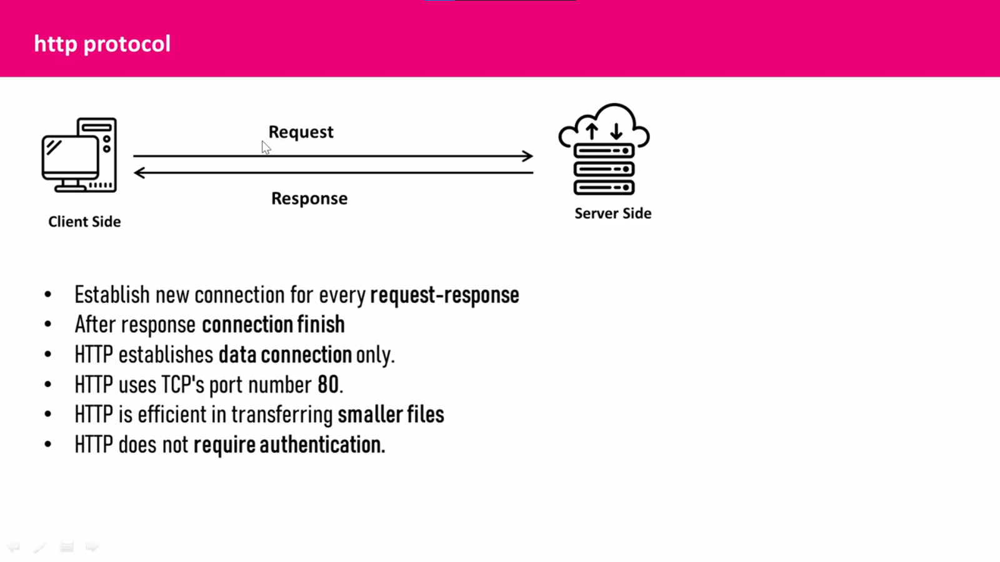 http protocol
Request
Response
Client Side
Server Side
• Establish new connection for every request-response
• After response connection finish
• HTTP establishes data connection only.
• HTTP uses TCP's port number 80.
• HTTP is efficient in transferring smaller files
• HTTP does not require authentication.